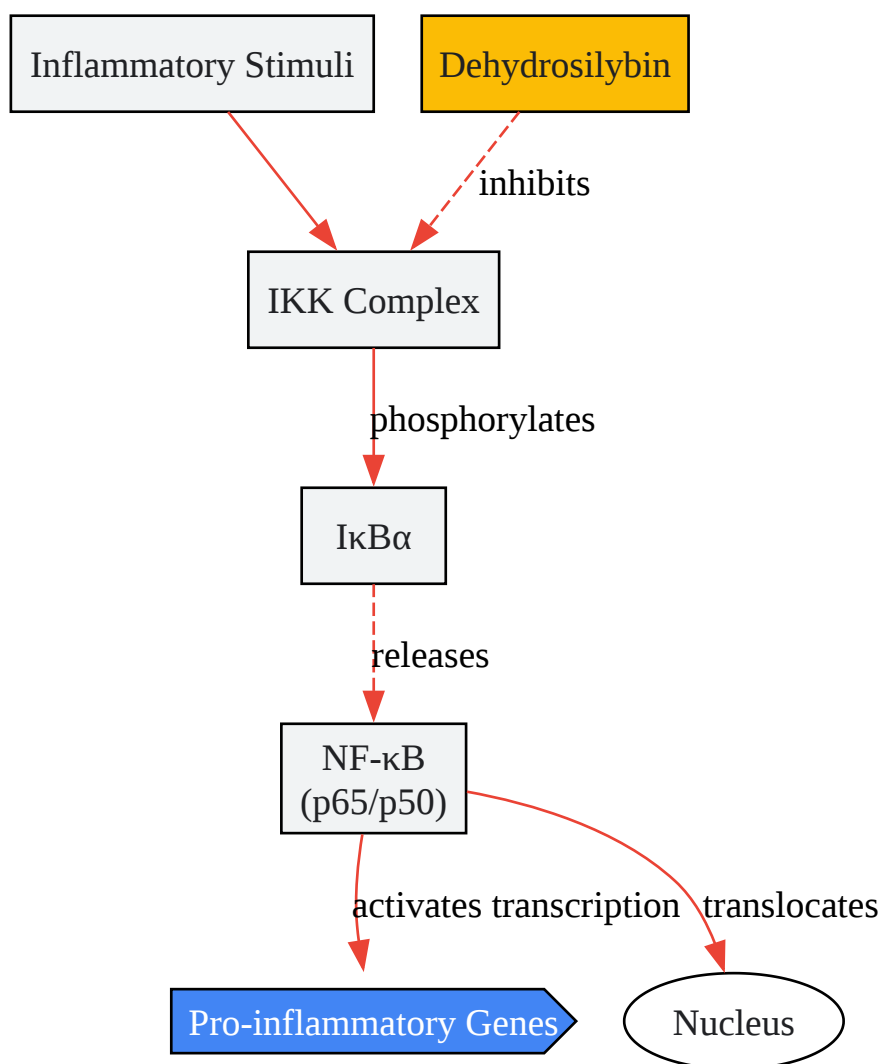 Inflammatory Stimuli
Dehydrosilybin
inhibits
IKK Complex
phosphorylates
IκBα
releases
NF-κB
(p65/p50)
activates transcription
translocates
Pro-inflammatory Genes
Nucleus